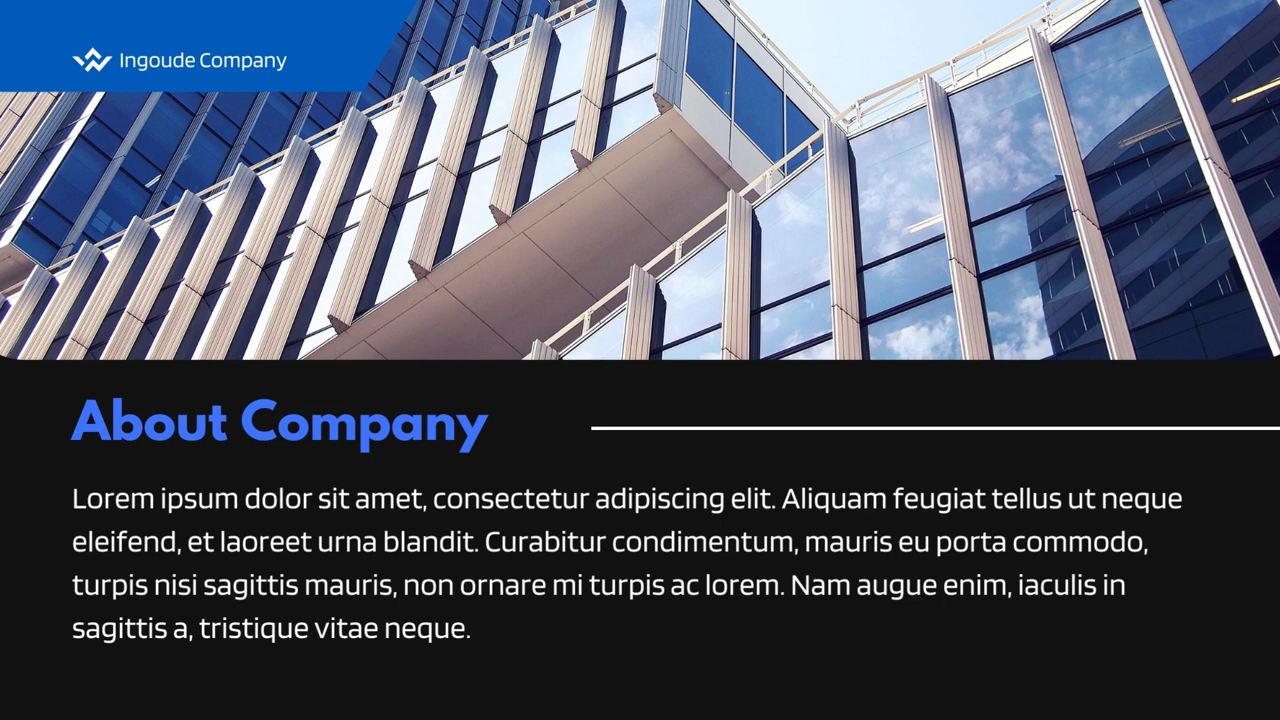 Ingoude Company
About Company
Lorem ipsum dolor sit amet, consectetur adipiscing elit. Aliquam feugiat tellus ut neque
eleifend, et laoreet urna blandit. Curabitur condimentum, mauris eu porta commodo,
turpis nisi sagittis mauris, non ornare mi turpis ac lorem. Nam augue enim, iaculis in
sagittis a, tristique vitae neque.